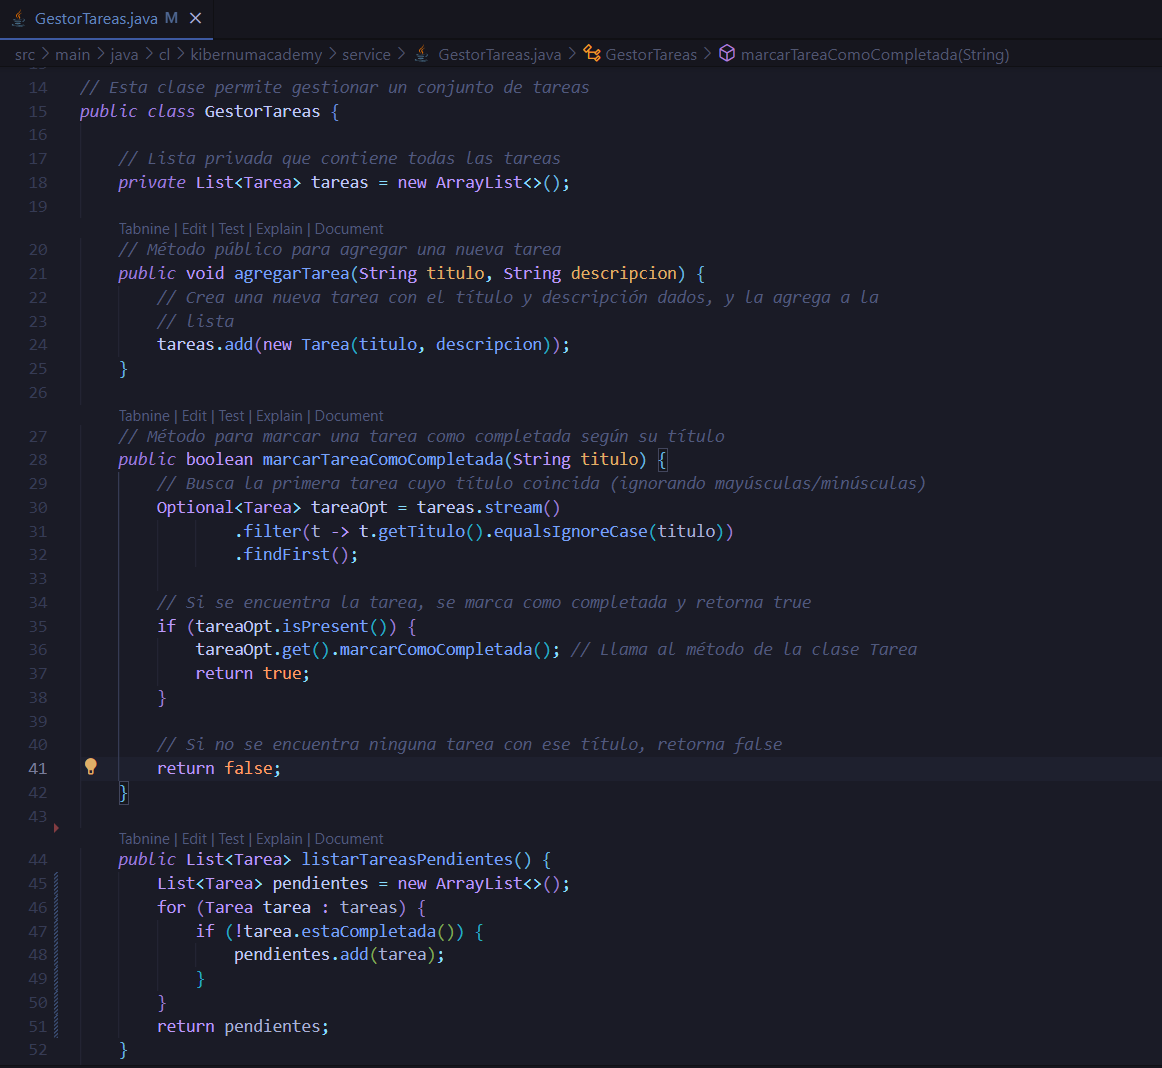 GestorTareas.java M
src > main > java > cl > kibernumacademy > service > GestorTareas.java > GestorTareas > marcarTareaComoCompletada(String)
14 // Esta clase permite gestionar un conjunto de tareas
15 public class GestorTareas {
16
17 // Lista privada que contiene todas las tareas
18 private List<Tarea> tareas = new ArrayList<>();
19
Tabnine | Edit | Test | Explain | Document
20 // Método público para agregar una nueva tarea
21 public void agregarTarea(String titulo, String descripcion) {
22 // Crea una nueva tarea con el título y descripción dados, y la agrega a la
23 // lista
24 tareas.add(new Tarea(titulo, descripcion));
25 }
26
Tabnine | Edit | Test | Explain | Document
27 // Método para marcar una tarea como completada según su título
28 public boolean marcarTareaComoCompletada(String titulo) {
29 // Busca la primera tarea cuyo título coincida (ignorando mayúsculas/minúsculas)
30 Optional<Tarea> tareaOpt = tareas.stream()
31 .filter(t -> t.getTitulo().equalsIgnoreCase(titulo))
32 .findFirst();
33
34 // Si se encuentra la tarea, se marca como completada y retorna true
35 if (tareaOpt.isPresent()) {
36 tareaOpt.get().marcarComoCompletada(); // Llama al método de la clase Tarea
37 return true;
38 }
39
40 // Si no se encuentra ninguna tarea con ese título, retorna false
41 return false;
42 }
43
Tabnine | Edit | Test | Explain | Document
44 public List<Tarea> listarTareasPendientes() {
45 List<Tarea> pendientes = new ArrayList<>();
46 for (Tarea tarea : tareas) {
47 if (!tarea.estaCompletada()) {
48 pendientes.add(tarea);
49 }
50 }
51 return pendientes;
52 }